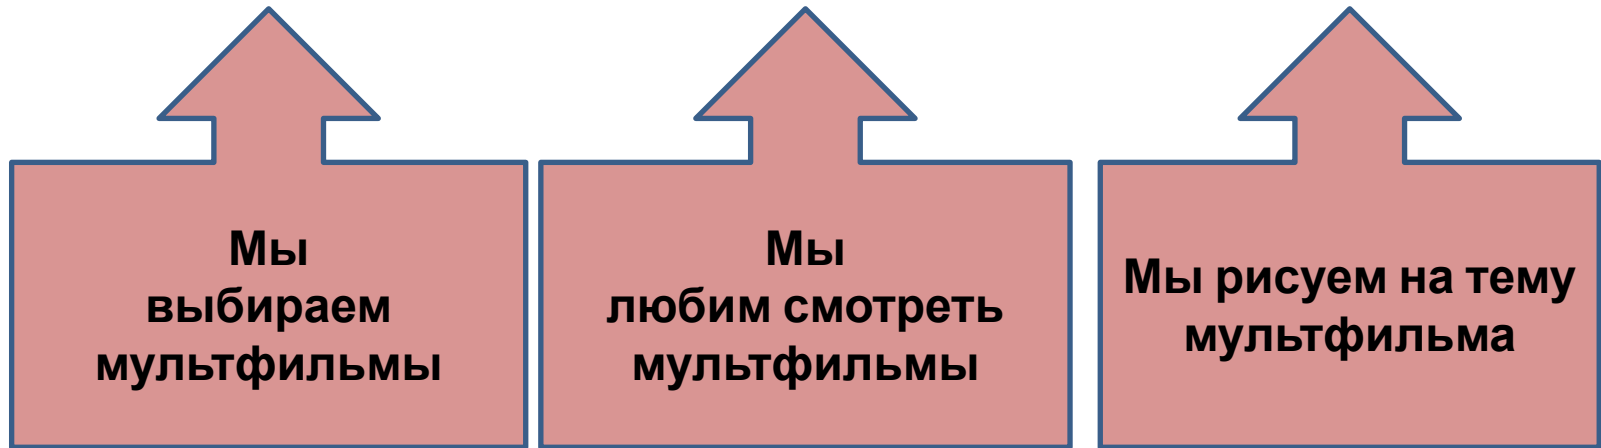 Мы
выбираем
мультфильмы
Мы
любим смотреть
мультфильмы
Мы рисуем на тему
мультфильма